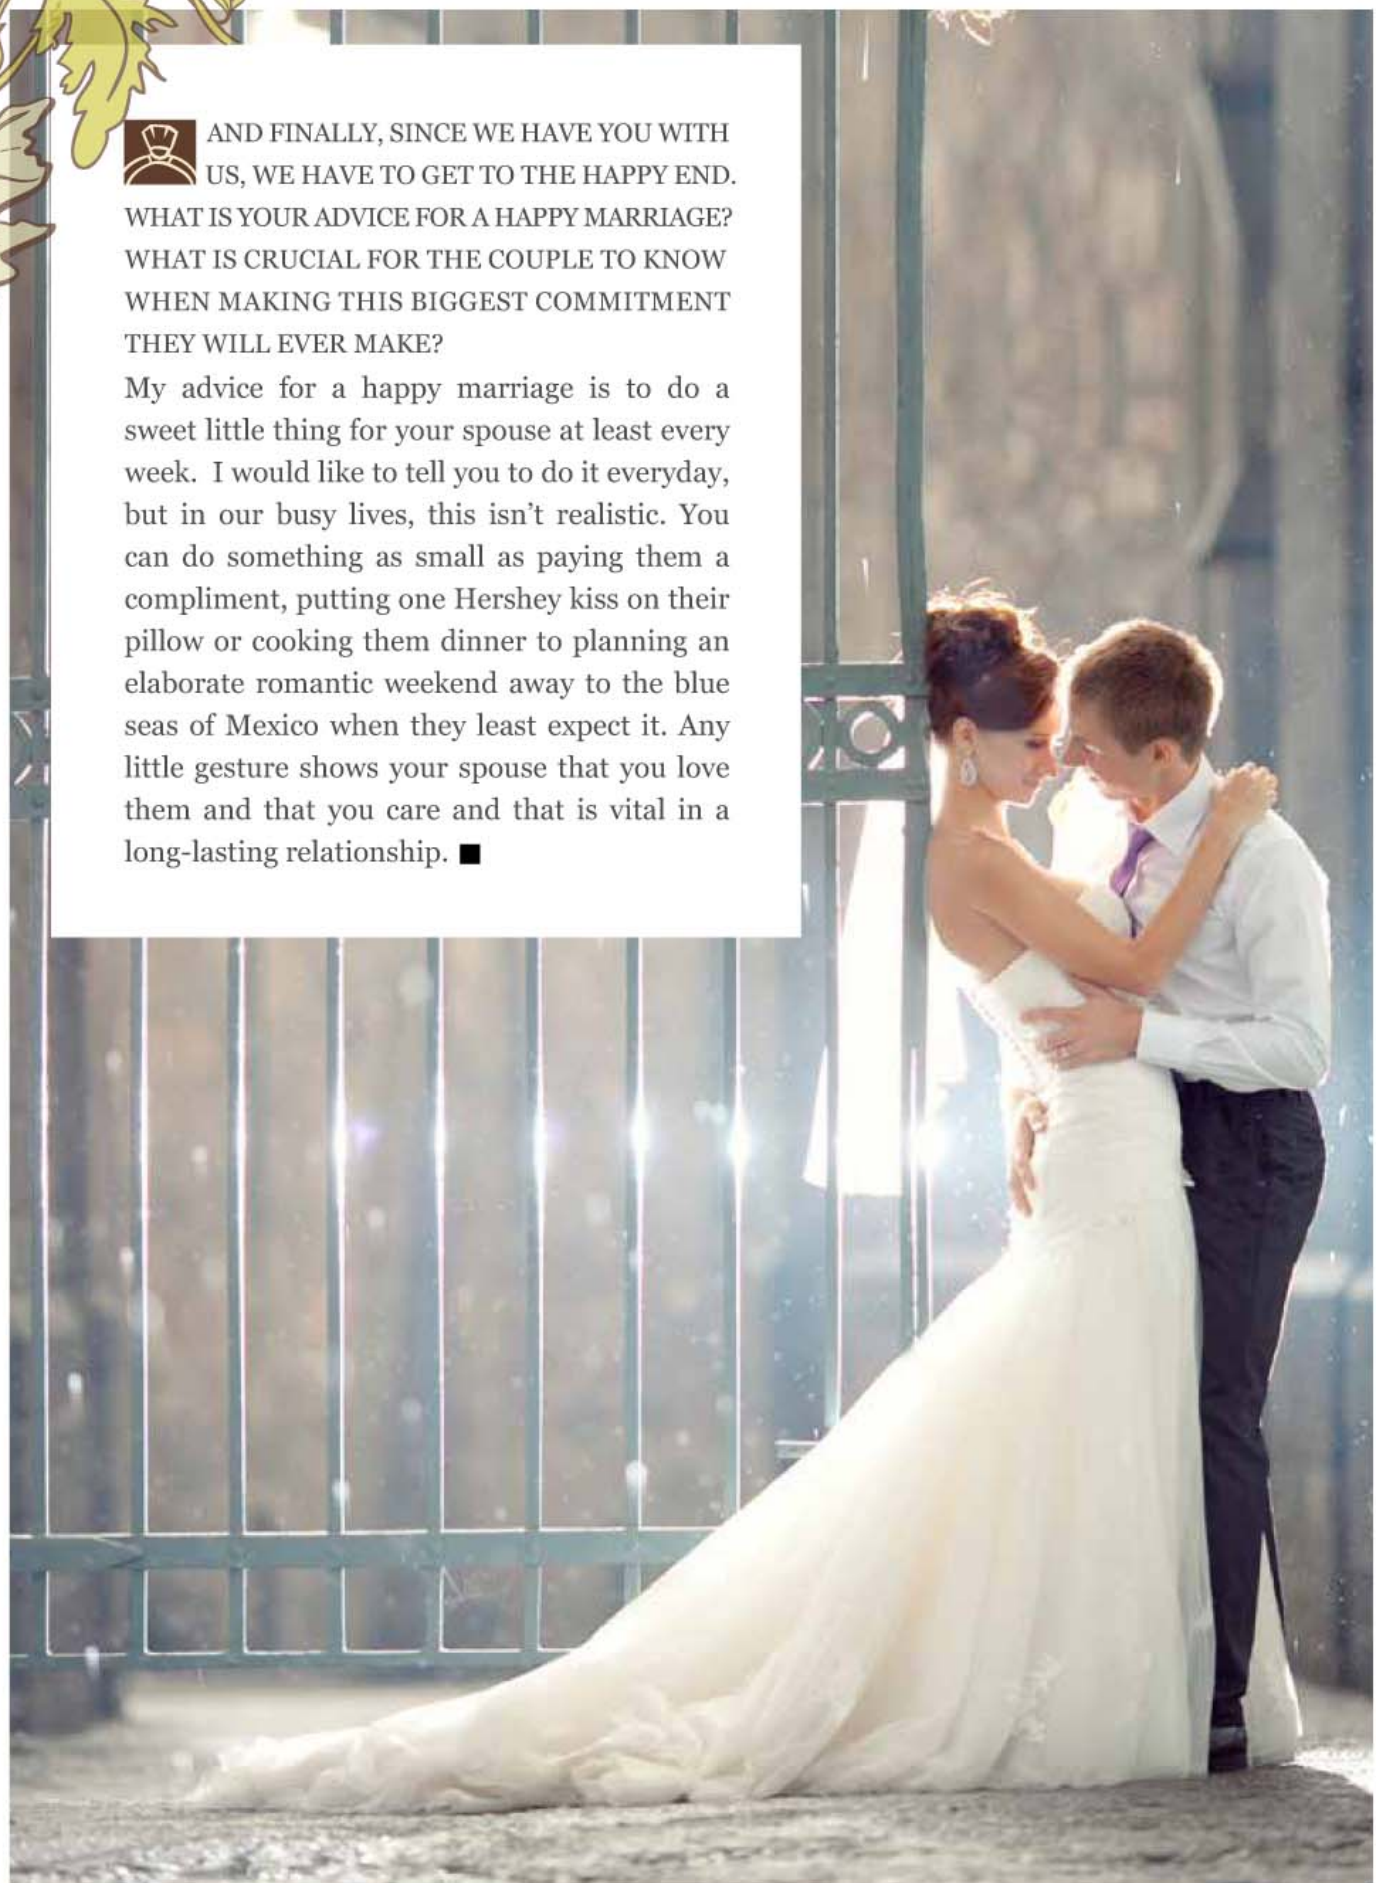 AND FINALLY, SINCE WE HAVE YOU WITH
US, WE HAVE TO GET TO THE HAPPY END.
WHAT IS YOUR ADVICE FOR A HAPPY MARRIAGE?
WHAT IS CRUCIAL FOR THE COUPLE TO KNOW
WHEN MAKING THIS BIGGEST COMMITMENT
THEY WILL EVER MAKE?
My advice for a happy marriage is to do a
sweet little thing for your spouse at least every
week. I would like to tell you to do it everyday,
but in our busy lives, this isn’t realistic. You
can do something as small as paying them a
compliment, putting one Hershey kiss on their
pillow or cooking them dinner to planning an
elaborate romantic weekend away to the blue
seas of Mexico when they least expect it. Any
little gesture shows your spouse that you love
them and that you care and that is vital in a
long-lasting relationship. ■